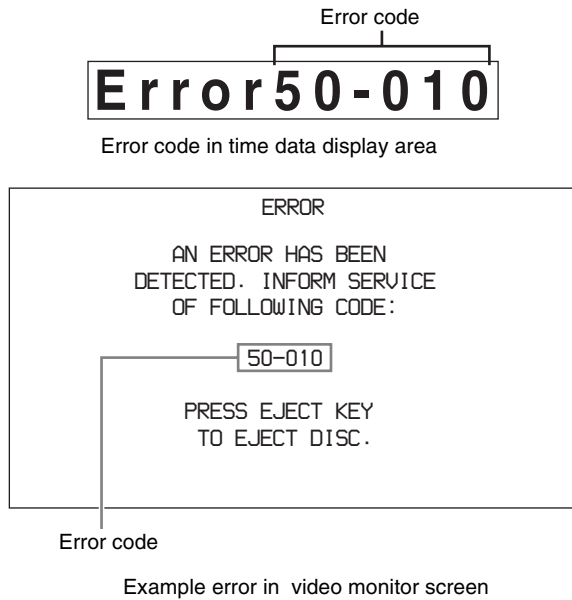 Error code
Error50-010
Error code in time data display area
ERROR
AN ERROR HAS BEEN
DETECTED. INFORM SERVICE
OF FOLLOWING CODE:
50-010
PRESS EJECT KEY
TO EJECT DISC.
Error code
Example error in video monitor screen